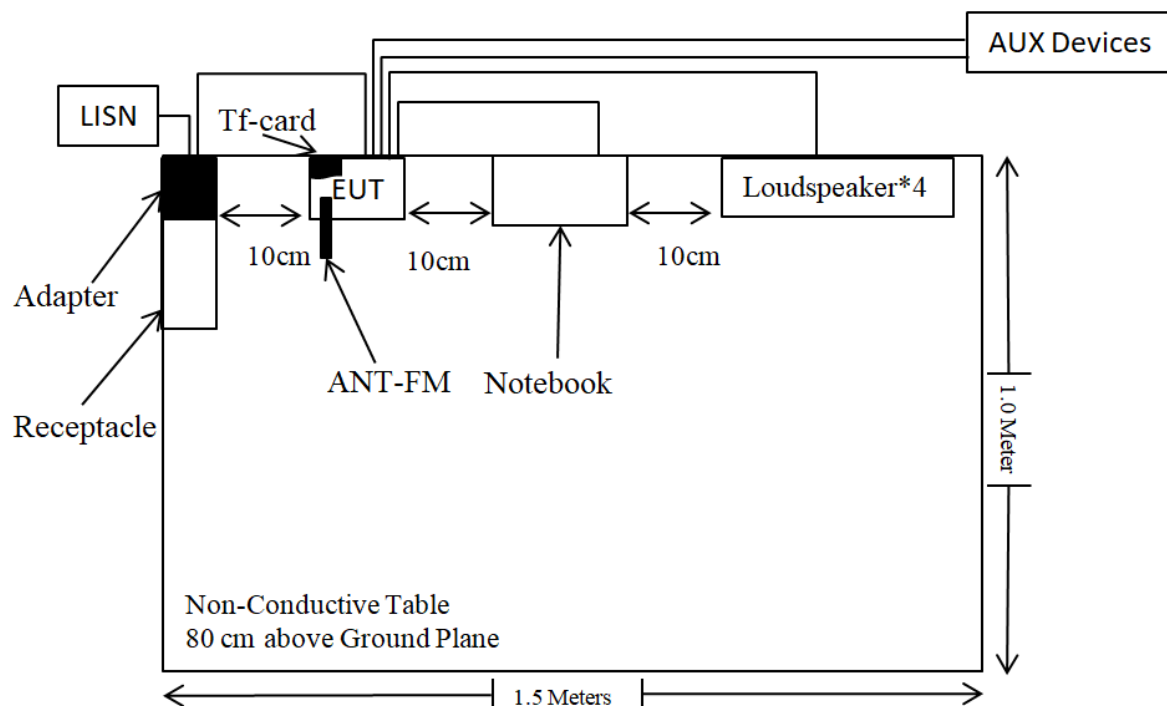 AUX Devices
LISN
Tf-card
EUT
Loudspeaker*4
10cm
10cm
10cm
Adapter
ANT-FM
Notebook
Receptacle
1.0 Meter
Non-Conductive Table
80 cm above Ground Plane
1.5 Meters